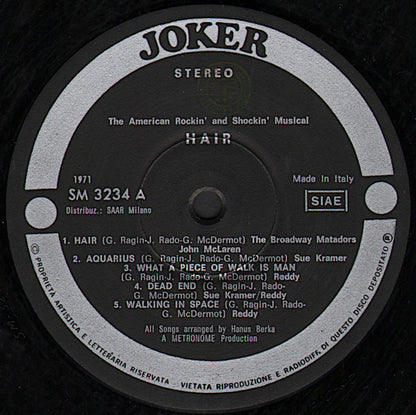 JOKER
STEREO
The American Rockin' and Shockin' Musical
HAIR
1971
SM 3234 A
Distribuz.: SAAR Milano
Made in Italy
SIAE
1. HAIR (G. Ragin-J. Rado-G. McDermot) The Broadway Matadors
John McLaren
2. AQUARIUS (G. Ragin-J. Rado-G. McDermot) Sue Kramer
3. WHAT A PIECE OF WALK IS MAN
(G. Ragin-J. Rado-G. McDermot) Reddy
4. DEAD END (G. Ragin-J. Rado-
G. McDermot) Sue Kramer/Reddy
5. WALKING IN SPACE (G. Ragin-J. Rado-
G. McDermot) Reddy
All Songs arranged by Hanus Berka
A METRONOME Production
© PROPRIETA ARTISTICA E LETTERARIA RISERVATA - VIETATA RIPRODUZIONE E RADIODIFF. DI QUESTO DISCO DEPOSITATO ℗